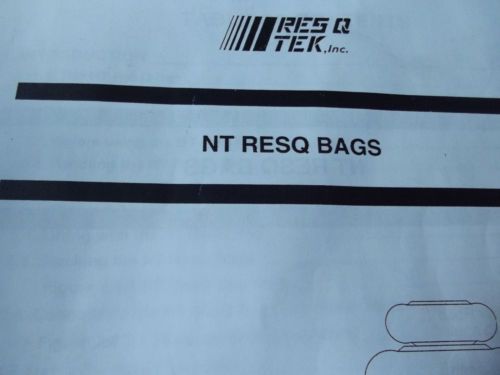 RES Q
TEK, Inc.
NT RESQ BAGS